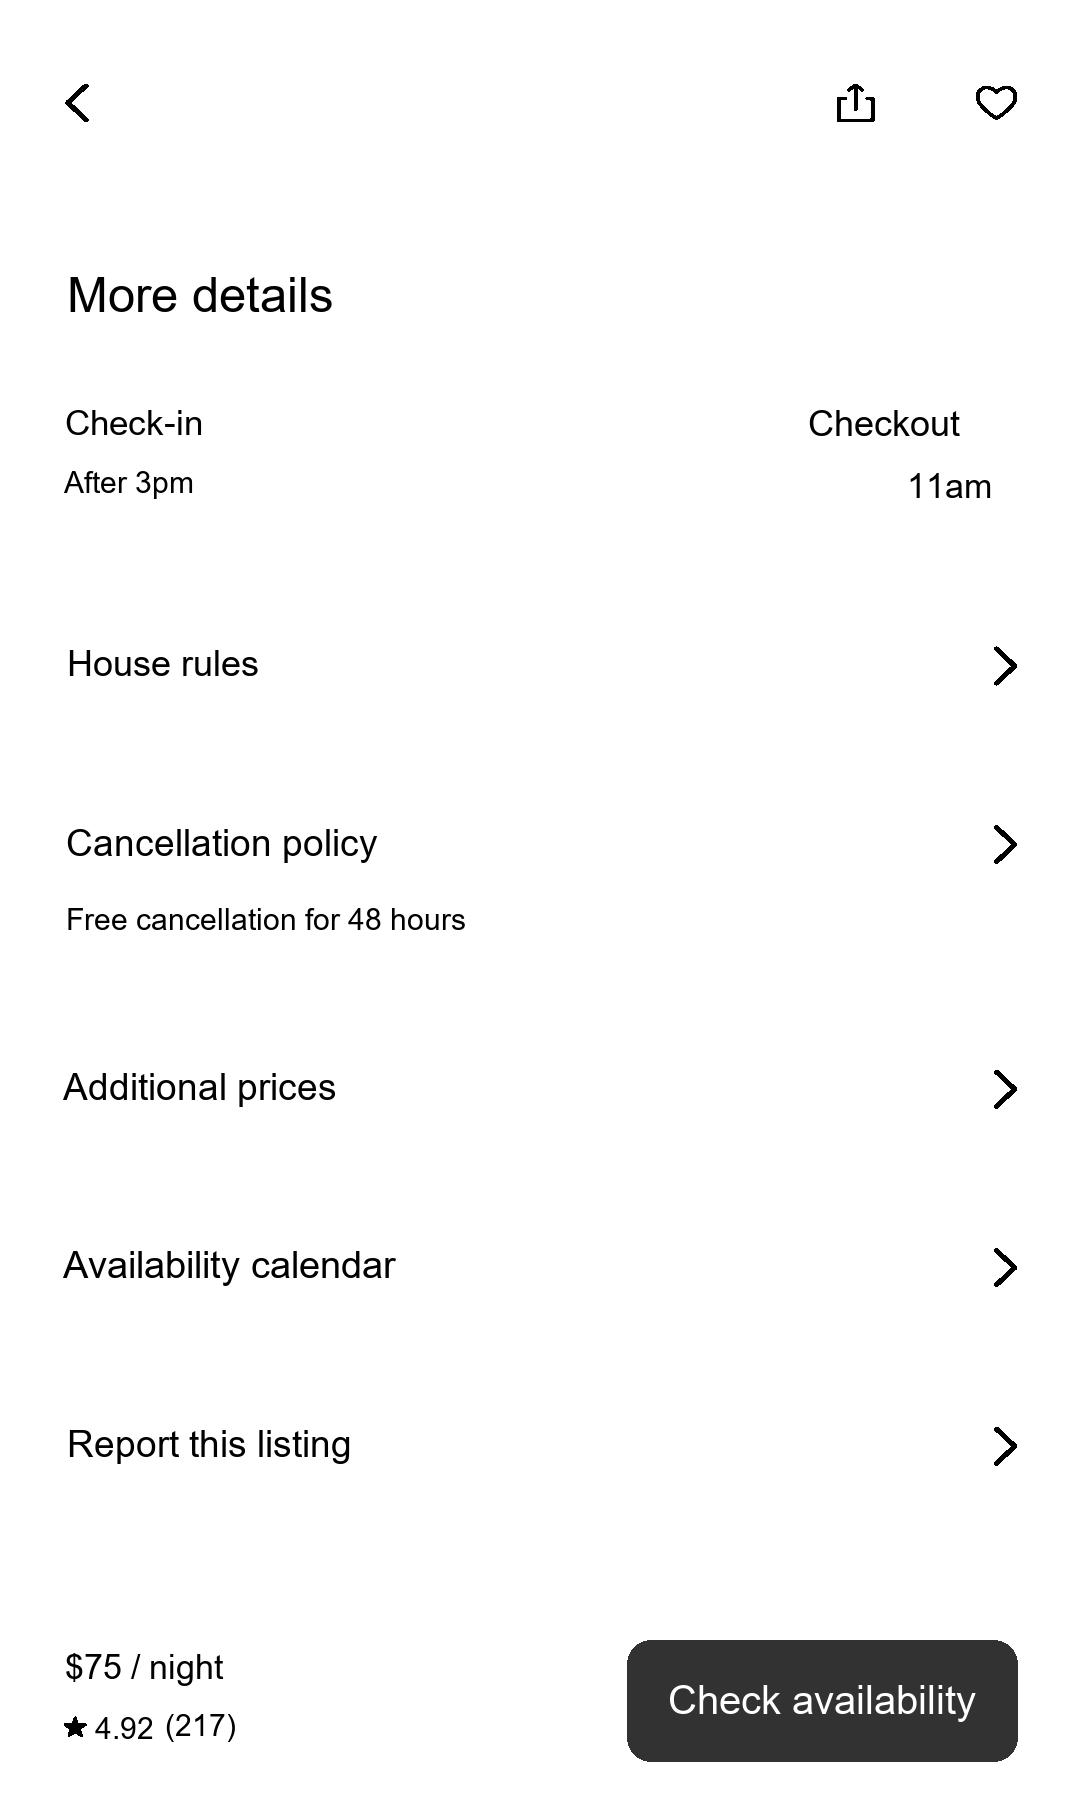 More details
Check-in
Checkout
After 3pm
11am
House rules
Cancellation policy
Free cancellation for 48 hours
Additional prices
Availability calendar
Report this listing
$75 / night
4.92 (217)
Check availability